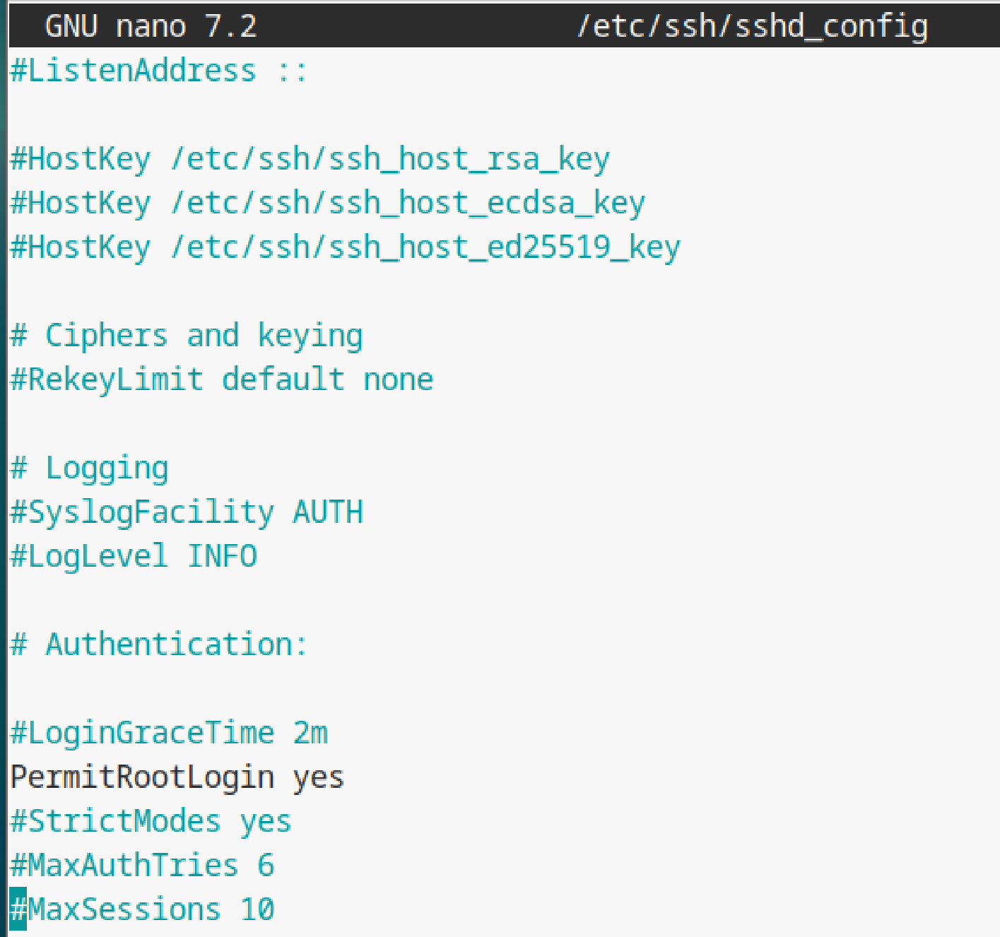 GNU nano 7.2 /etc/ssh/sshd_config
#ListenAddress ::
#HostKey /etc/ssh/ssh_host_rsa_key
#HostKey /etc/ssh/ssh_host_ecdsa_key
#HostKey /etc/ssh/ssh_host_ed25519_key
# Ciphers and keying
#RekeyLimit default none
# Logging
#SyslogFacility AUTH
#LogLevel INFO
# Authentication:
#LoginGraceTime 2m
PermitRootLogin yes
#StrictModes yes
#MaxAuthTries 6
#MaxSessions 10